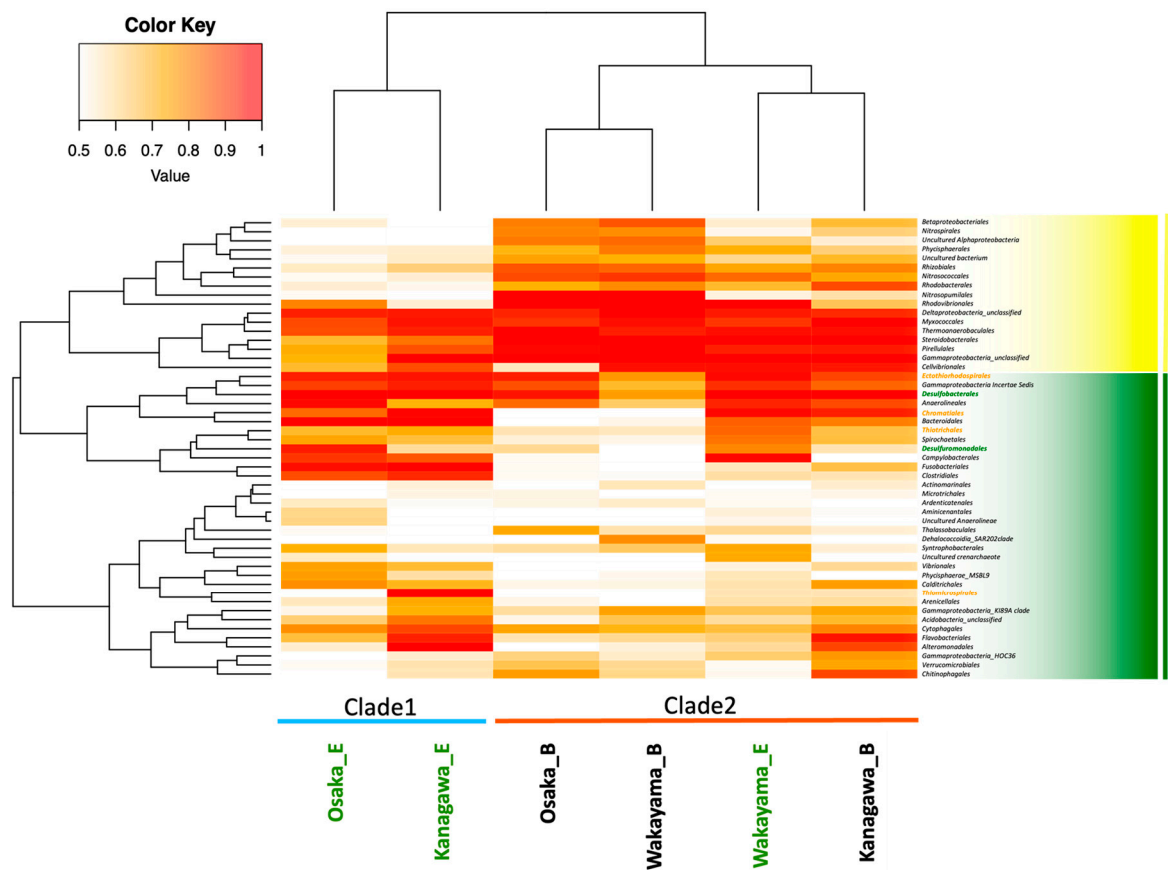 Color Key
0.5 0.6 0.7 0.8 0.9 1
Value
Betaproteobacteriales
Nitrospirales
Uncultured Alphaproteobacteria
Phycisphaerales
Uncultured bacterium
Rhizobiales
Nitrosococcales
Rhodobacterales
Nitrosopumilales
Rhodovibrionales
Deltaproteobacteria_unclassified
Myxococcales
Thermoanaerobaculales
Steroidobacterales
Pirellulales
Gammaproteobacteria_unclassified
Cellvibrionales
Ectothiorhodospirales
Gammaproteobacteria Incertae Sedis
Desulfobacterales
Anaerolineales
Chromatiales
Bacteroidales
Thiotrichales
Spirochaetales
Desulfuromonadales
Campylobacterales
Fusobacteriales
Clostridiales
Actinomarinales
Microtrichales
Ardenticatenales
Aminicenantales
Uncultured Anaerolineae
Thalassobaculales
Dehalococcoidia_SAR202clade
Syntrophobacterales
Uncultured crenarchaeote
Vibrionales
Phycisphaerae_MSBL9
Calditrichales
Thiomicrospirales
Arenicellales
Gammaproteobacteria_KI89A clade
Acidobacteria_unclassified
Cytophagales
Flavobacteriales
Alteromonadales
Gammaproteobacteria_HOC36
Verrucomicrobiales
Chitinophagales
Clade1 Clade2
Osaka_E
Kanagawa_E
Osaka_B
Wakayama_B
Wakayama_E
Kanagawa_B